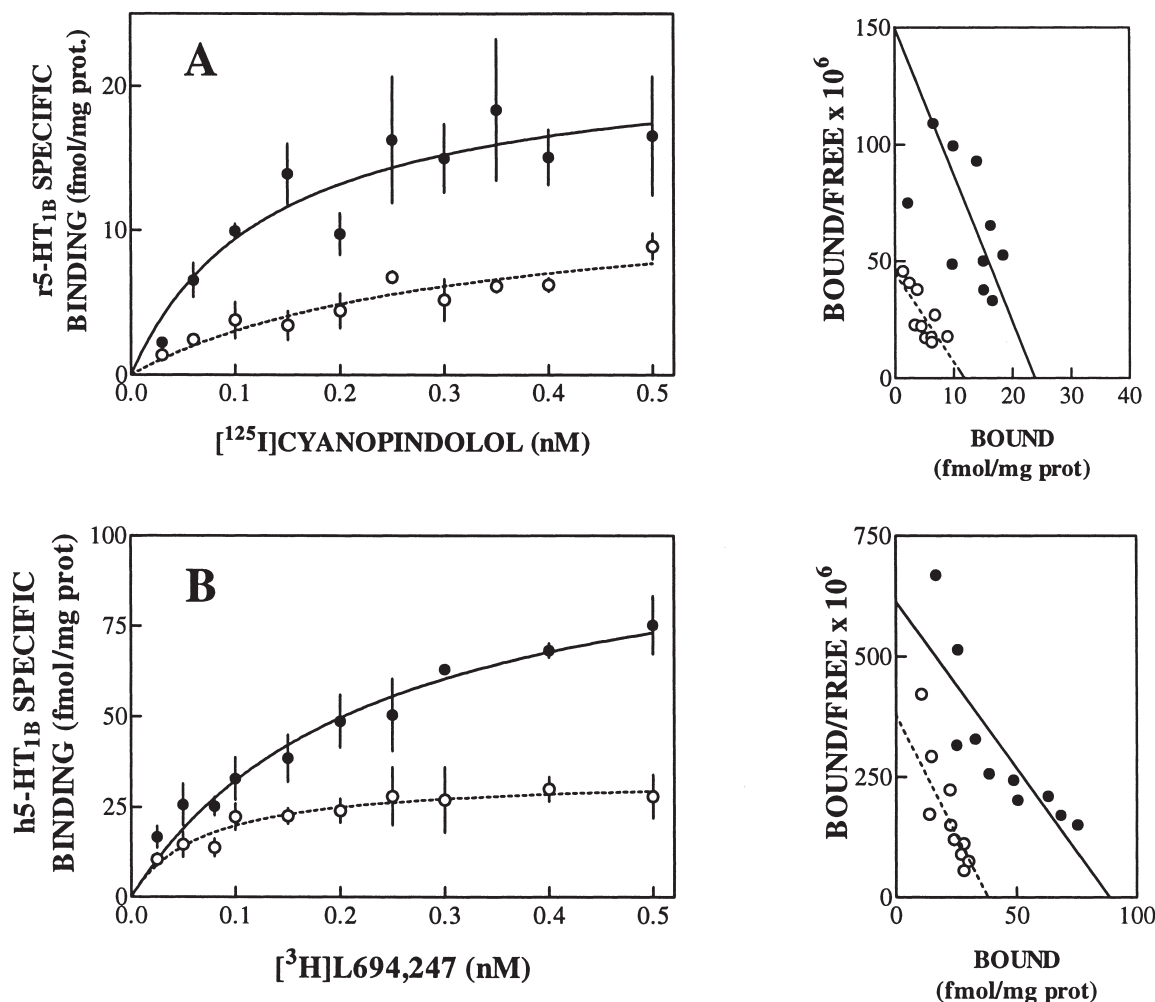 A
r5-HT1B SPECIFIC
BINDING (fmol/mg prot.)
20
10
0
0.0 0.1 0.2 0.3 0.4 0.5
[125I]CYANOPINDOLOL (nM)
BOUND/FREE x 10^6
150
100
50
0
0 10 20 30 40
BOUND
(fmol/mg prot)
B
h5-HT1B SPECIFIC
BINDING (fmol/mg prot)
100
75
50
25
0
0.0 0.1 0.2 0.3 0.4 0.5
[3H]L694,247 (nM)
BOUND/FREE x 10^6
750
500
250
0
0 50 100
BOUND
(fmol/mg prot)